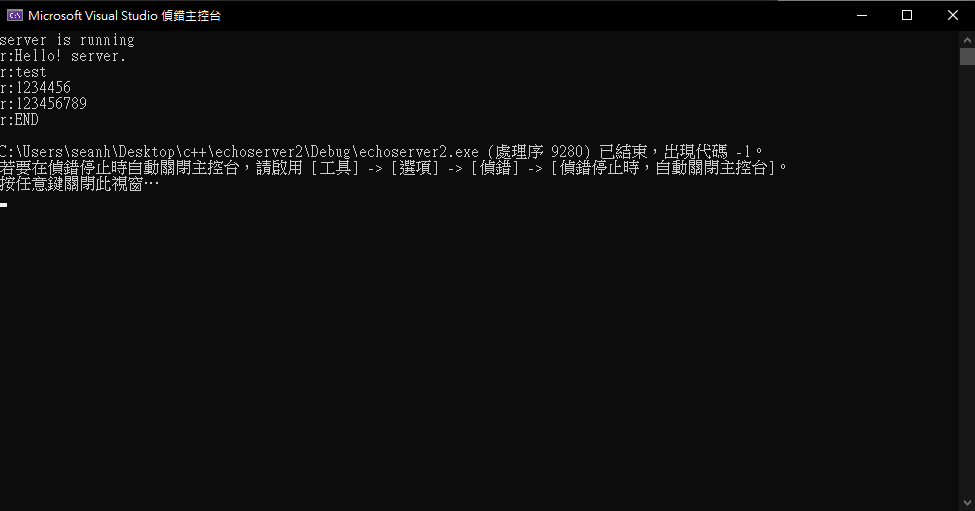 Microsoft Visual Studio 偵錯主控台
server is running
r:Hello! server.
r:test
r:1234456
r:123456789
r:END
C:\Users\seanh\Desktop\c++\echoserver2\Debug\echoserver2.exe (處理序 9280) 已結束，出現代碼 -1。
若要在偵錯停止時自動關閉主控台，請啟用 [工具] -> [選項] -> [偵錯] -> [偵錯停止時，自動關閉主控台]。
按任意鍵關閉此視窗…